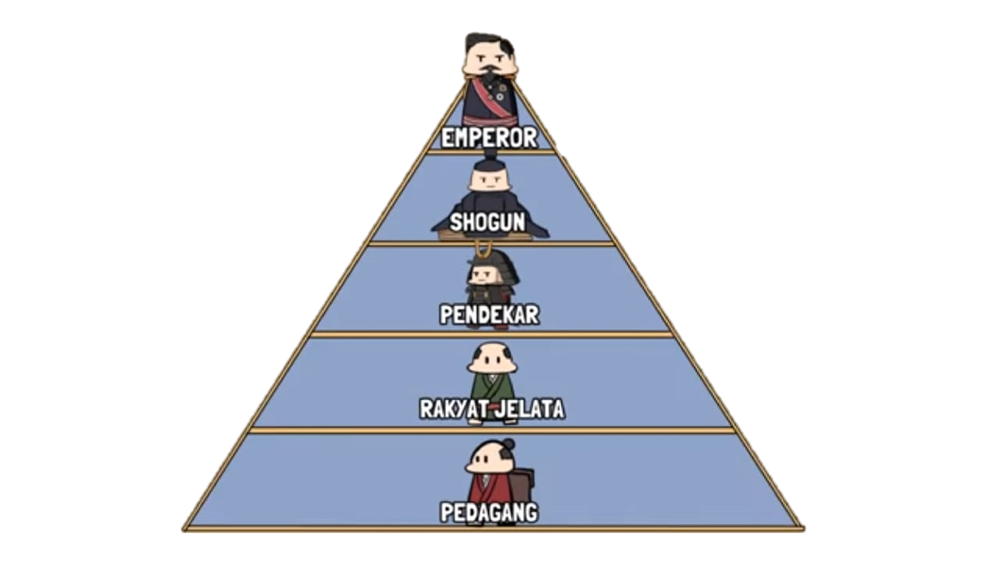 EMPEROR
SHOGUN
PENDEKAR
RAKYAT JELATA
PEDAGANG